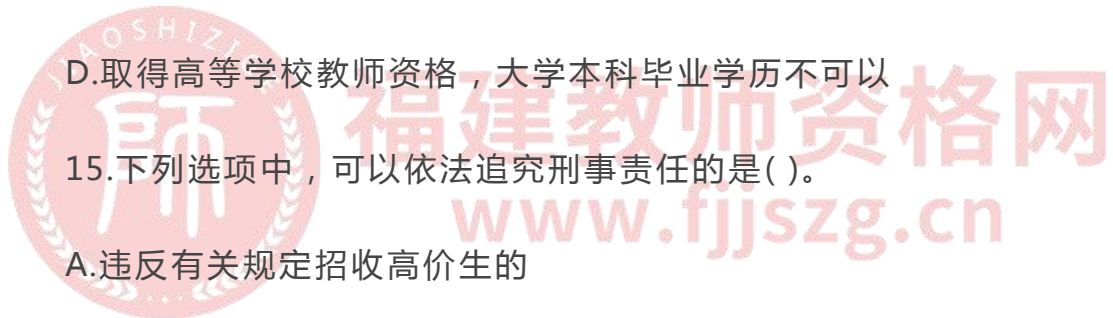 JIAOSHIZIGE
D.取得高等学校教师资格，大学本科毕业学历不可以
師 福建教师资格网
15.下列选项中，可以依法追究刑事责任的是( )。
www.fjjszg.cn
A.违反有关规定招收高价生的